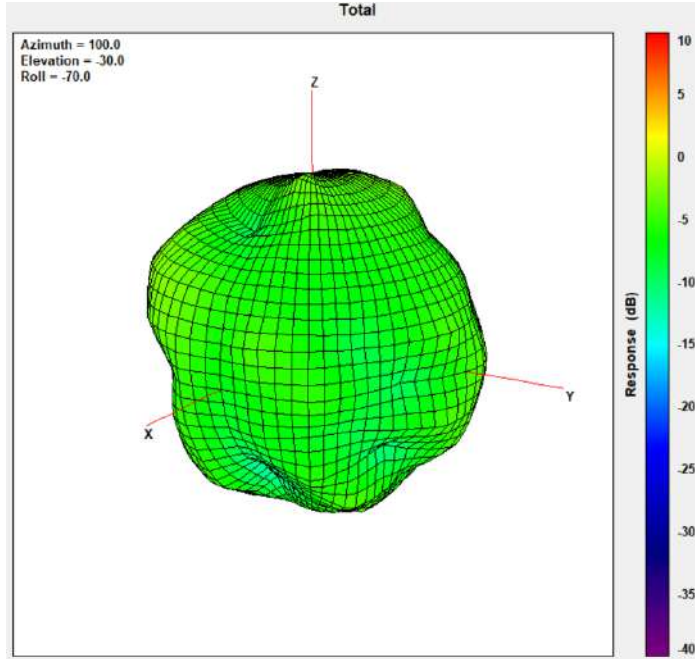 Total
Azimuth = 100.0
Elevation = -30.0
Roll = -70.0
Z
Y
X
10
5
0
-5
-10
-15
-20
-25
-30
-35
-40
Response (dB)